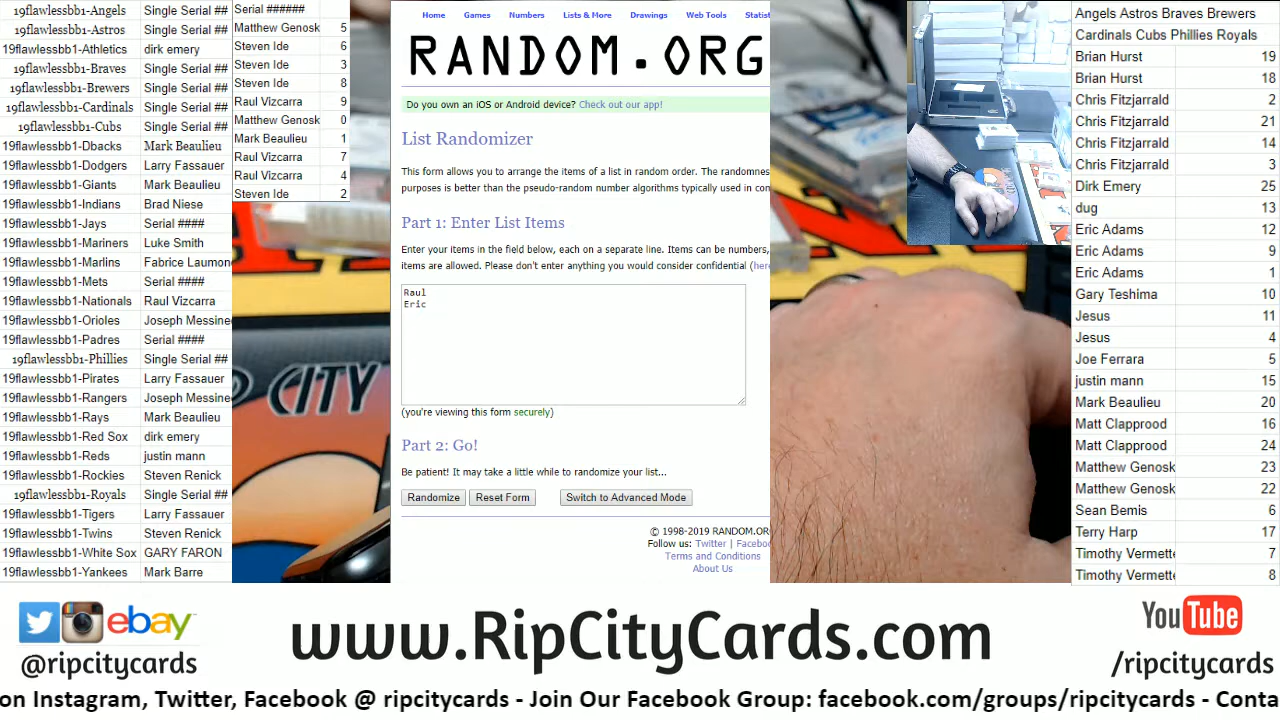 19flawlessbb1-Angels Single Serial ##
19flawlessbb1-Astros Single Serial ##
19flawlessbb1-Athletics dirk emery
19flawlessbb1-Braves Single Serial ##
19flawlessbb1-Brewers Single Serial ##
19flawlessbb1-Cardinals Single Serial ##
19flawlessbb1-Cubs Single Serial ##
19flawlessbb1-Dbacks Mark Beaulieu
19flawlessbb1-Dodgers Larry Fassauer
19flawlessbb1-Giants Mark Beaulieu
19flawlessbb1-Indians Brad Niese
19flawlessbb1-Jays Serial ####
19flawlessbb1-Mariners Luke Smith
19flawlessbb1-Marlins Fabrice Laumon
19flawlessbb1-Mets Serial ####
19flawlessbb1-Nationals Raul Vizcarra
19flawlessbb1-Orioles Joseph Messine
19flawlessbb1-Padres Serial ####
19flawlessbb1-Phillies Single Serial ##
19flawlessbb1-Pirates Larry Fassauer
19flawlessbb1-Rangers Joseph Messine
19flawlessbb1-Rays Mark Beaulieu
19flawlessbb1-Red Sox dirk emery
19flawlessbb1-Reds justin mann
19flawlessbb1-Rockies Steven Renick
19flawlessbb1-Royals Single Serial ##
19flawlessbb1-Tigers Larry Fassauer
19flawlessbb1-Twins Steven Renick
19flawlessbb1-White Sox GARY FARON
19flawlessbb1-Yankees Mark Barre
Serial ######
Matthew Genosk 5
Steven Ide 6
Steven Ide 3
Steven Ide 8
Raul Vizcarra 9
Matthew Genosk 0
Mark Beaulieu 1
Raul Vizcarra 7
Raul Vizcarra 4
Steven Ide 2
CITY
Home Games Numbers Lists & More Drawings Web Tools Statist
RANDOM.ORG
Do you own an iOS or Android device? Check out our app!
List Randomizer
This form allows you to arrange the items of a list in random order. The randomnes
purposes is better than the pseudo-random number algorithms typically used in con
Part 1: Enter List Items
Enter your items in the field below, each on a separate line. Items can be numbers,
items are allowed. Please don't enter anything you would consider confidential (here
Raul
Eric
(you're viewing this form securely)
Part 2: Go!
Be patient! It may take a little while to randomize your list...
Randomize Reset Form Switch to Advanced Mode
© 1998-2019 RANDOM.ORG
Follow us: Twitter | Faceboo
Terms and Conditions
About Us
Angels Astros Braves Brewers
Cardinals Cubs Phillies Royals
Brian Hurst 19
Brian Hurst 18
Chris Fitzjarrald 2
Chris Fitzjarrald 21
Chris Fitzjarrald 14
Chris Fitzjarrald 3
Dirk Emery 25
dug 13
Eric Adams 12
Eric Adams 9
Eric Adams 1
Gary Teshima 10
Jesus 11
Jesus 4
Joe Ferrara 5
justin mann 15
Mark Beaulieu 20
Matt Clapprood 16
Matt Clapprood 24
Matthew Genosk 23
Matthew Genosk 22
Sean Bemis 6
Terry Harp 17
Timothy Vermette 7
Timothy Vermette 8
ebay™
@ripcitycards
www.RipCityCards.com
YouTube
/ripcitycards
on Instagram, Twitter, Facebook @ ripcitycards - Join Our Facebook Group: facebook.com/groups/ripcitycards - Conta